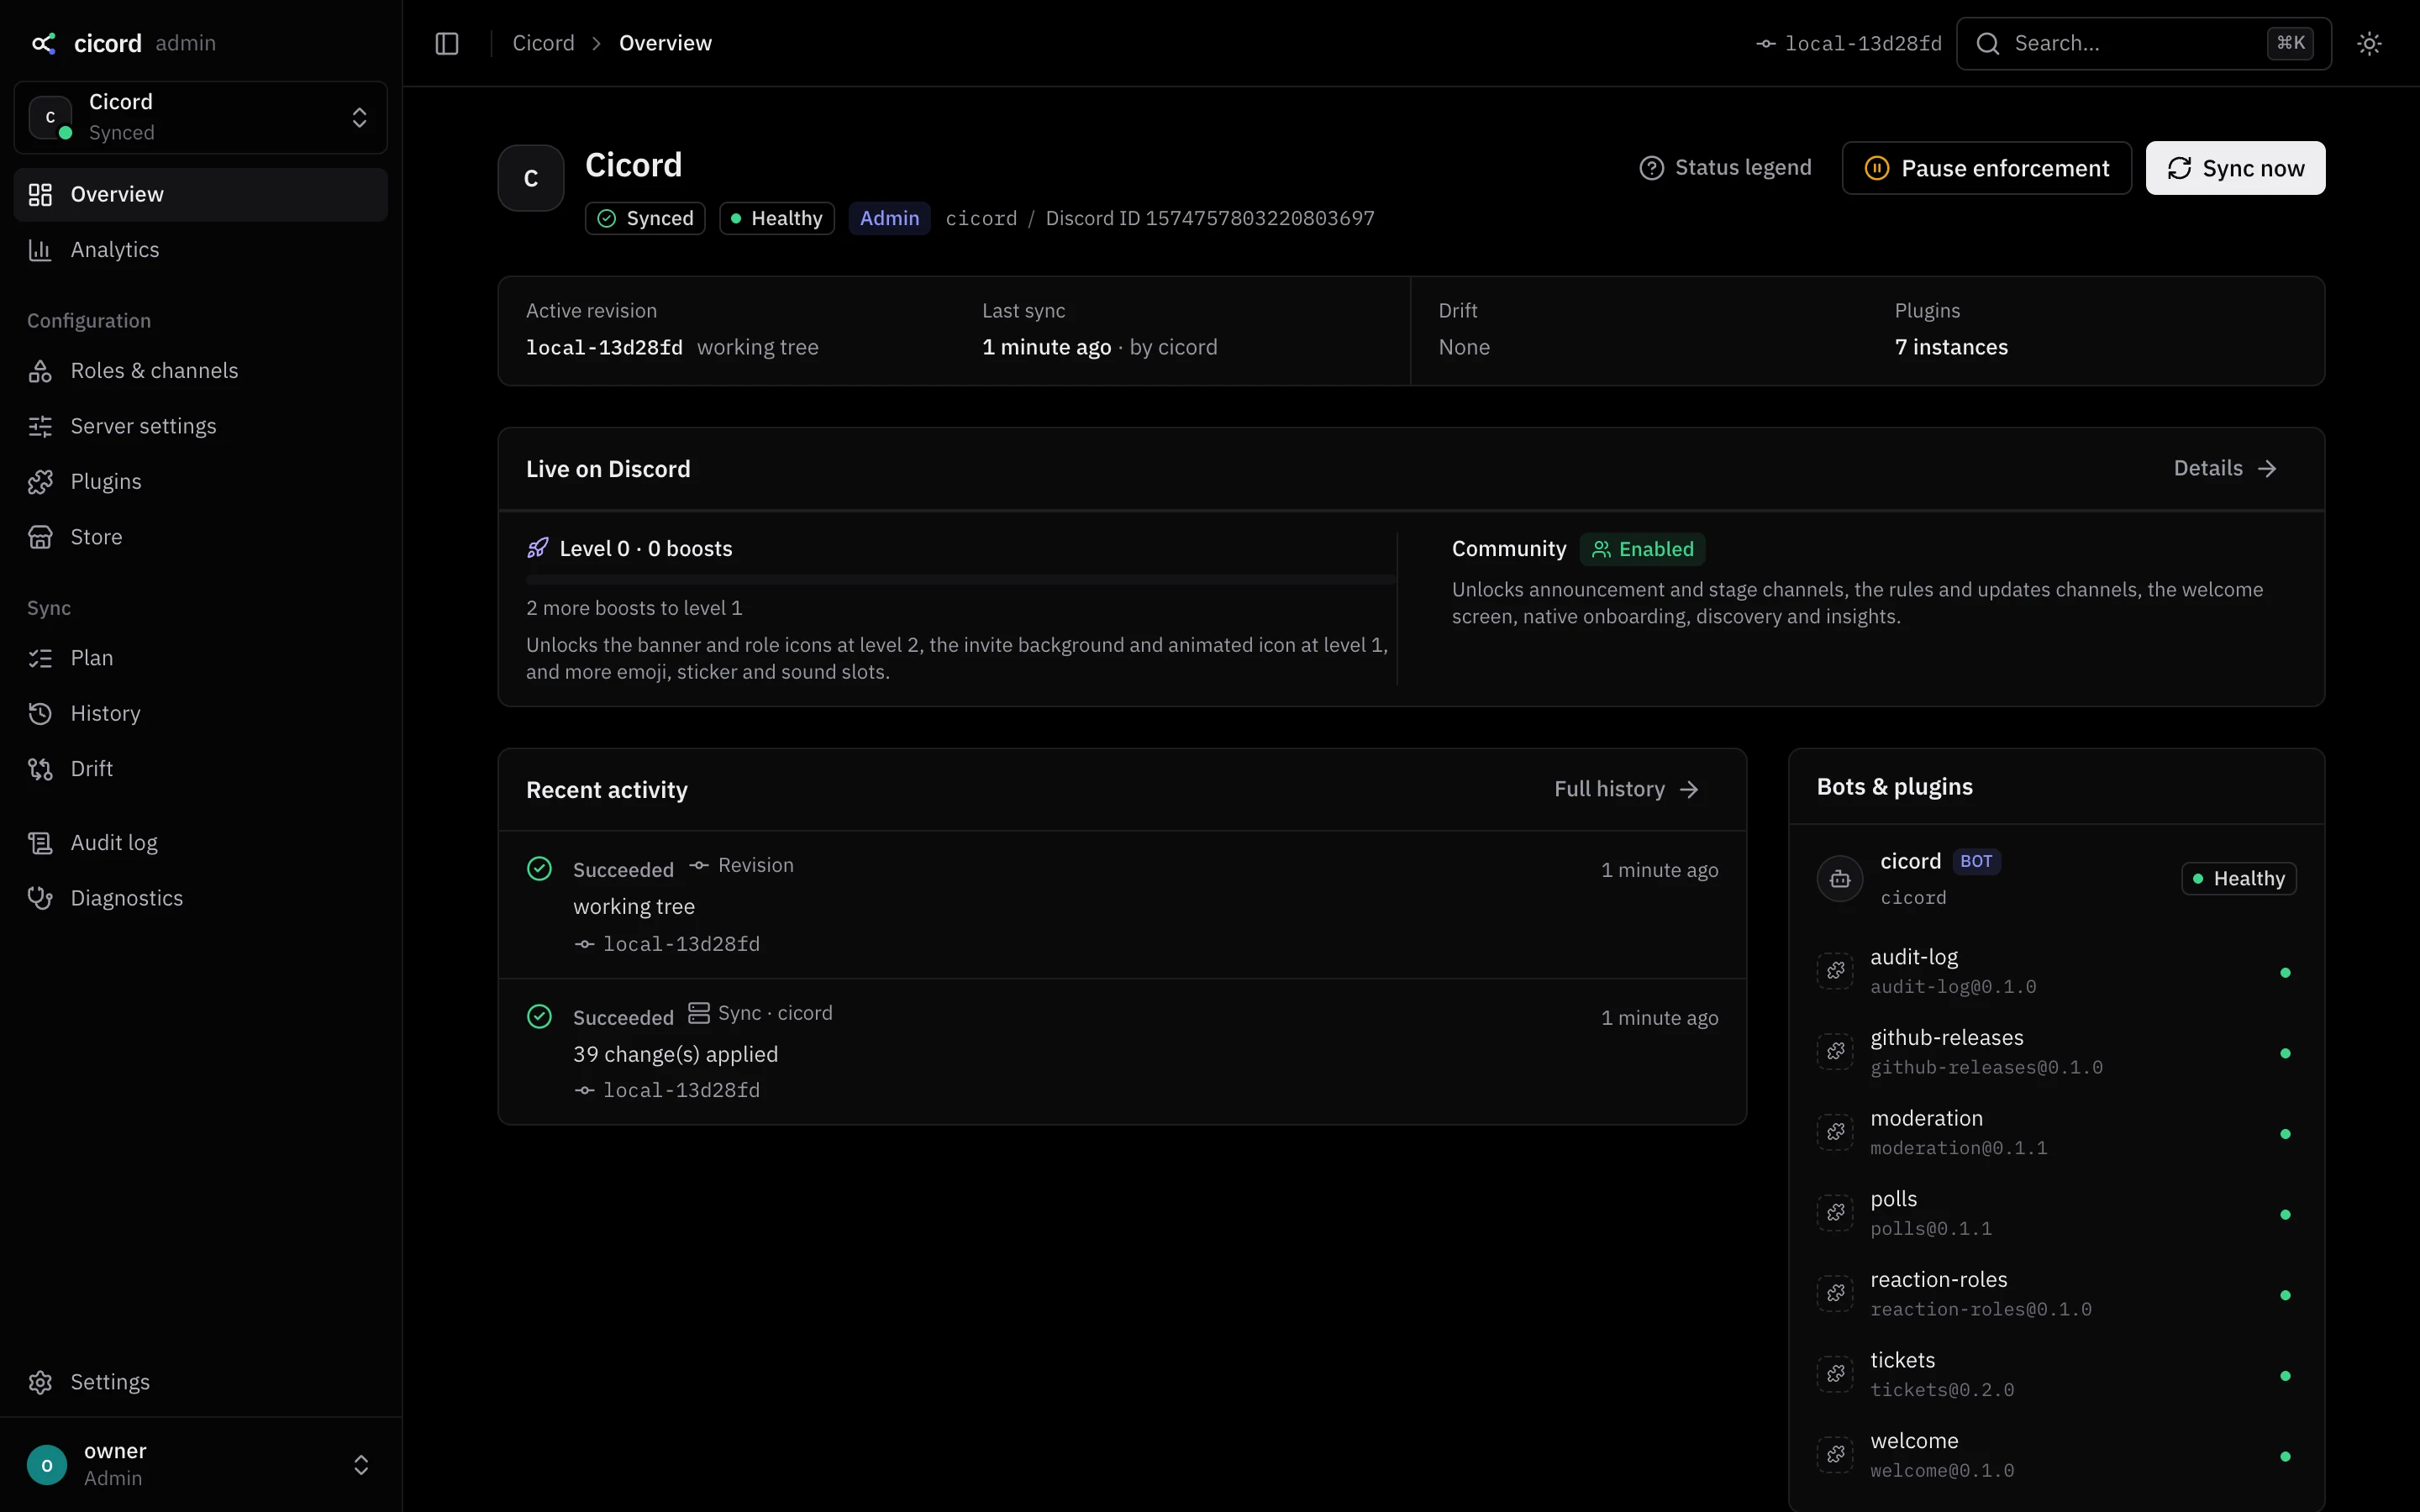 cicord admin
C
Cicord
Synced
Overview
Analytics
Configuration
Roles & channels
Server settings
Plugins
Store
Sync
Plan
History
Drift
Audit log
Diagnostics
Settings
o
owner
Admin
Cicord > Overview
local-13d28fd
Search...
⌘K
C
Cicord
Synced
Healthy
Admin
cicord / Discord ID 1574757803220803697
Status legend
Pause enforcement
Sync now
Active revision
local-13d28fd working tree
Last sync
1 minute ago · by cicord
Drift
None
Plugins
7 instances
Live on Discord
Details
Level 0 · 0 boosts
2 more boosts to level 1
Unlocks the banner and role icons at level 2, the invite background and animated icon at level 1,
and more emoji, sticker and sound slots.
Community
Enabled
Unlocks announcement and stage channels, the rules and updates channels, the welcome
screen, native onboarding, discovery and insights.
Recent activity
Full history
Succeeded Revision
1 minute ago
working tree
local-13d28fd
Succeeded Sync · cicord
1 minute ago
39 change(s) applied
local-13d28fd
Bots & plugins
cicord BOT
cicord
Healthy
audit-log
audit-log@0.1.0
github-releases
github-releases@0.1.0
moderation
moderation@0.1.1
polls
polls@0.1.1
reaction-roles
reaction-roles@0.1.0
tickets
tickets@0.2.0
welcome
welcome@0.1.0